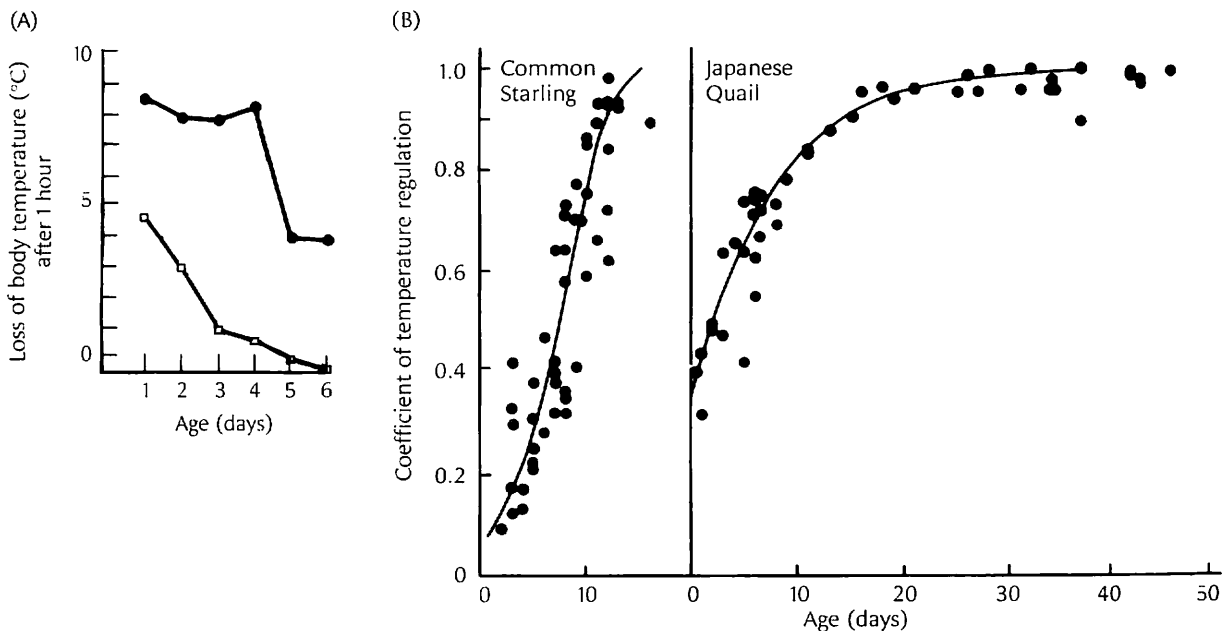 (A)
Loss of body temperature (°C)
after 1 hour
10
5
0
1 2 3 4 5 6
Age (days)
(B)
Coefficient of temperature regulation
1.0
0.8
0.6
0.4
0.2
0
Common
Starling
Japanese
Quail
0 10 0 10 20 30 40 50
Age (days)